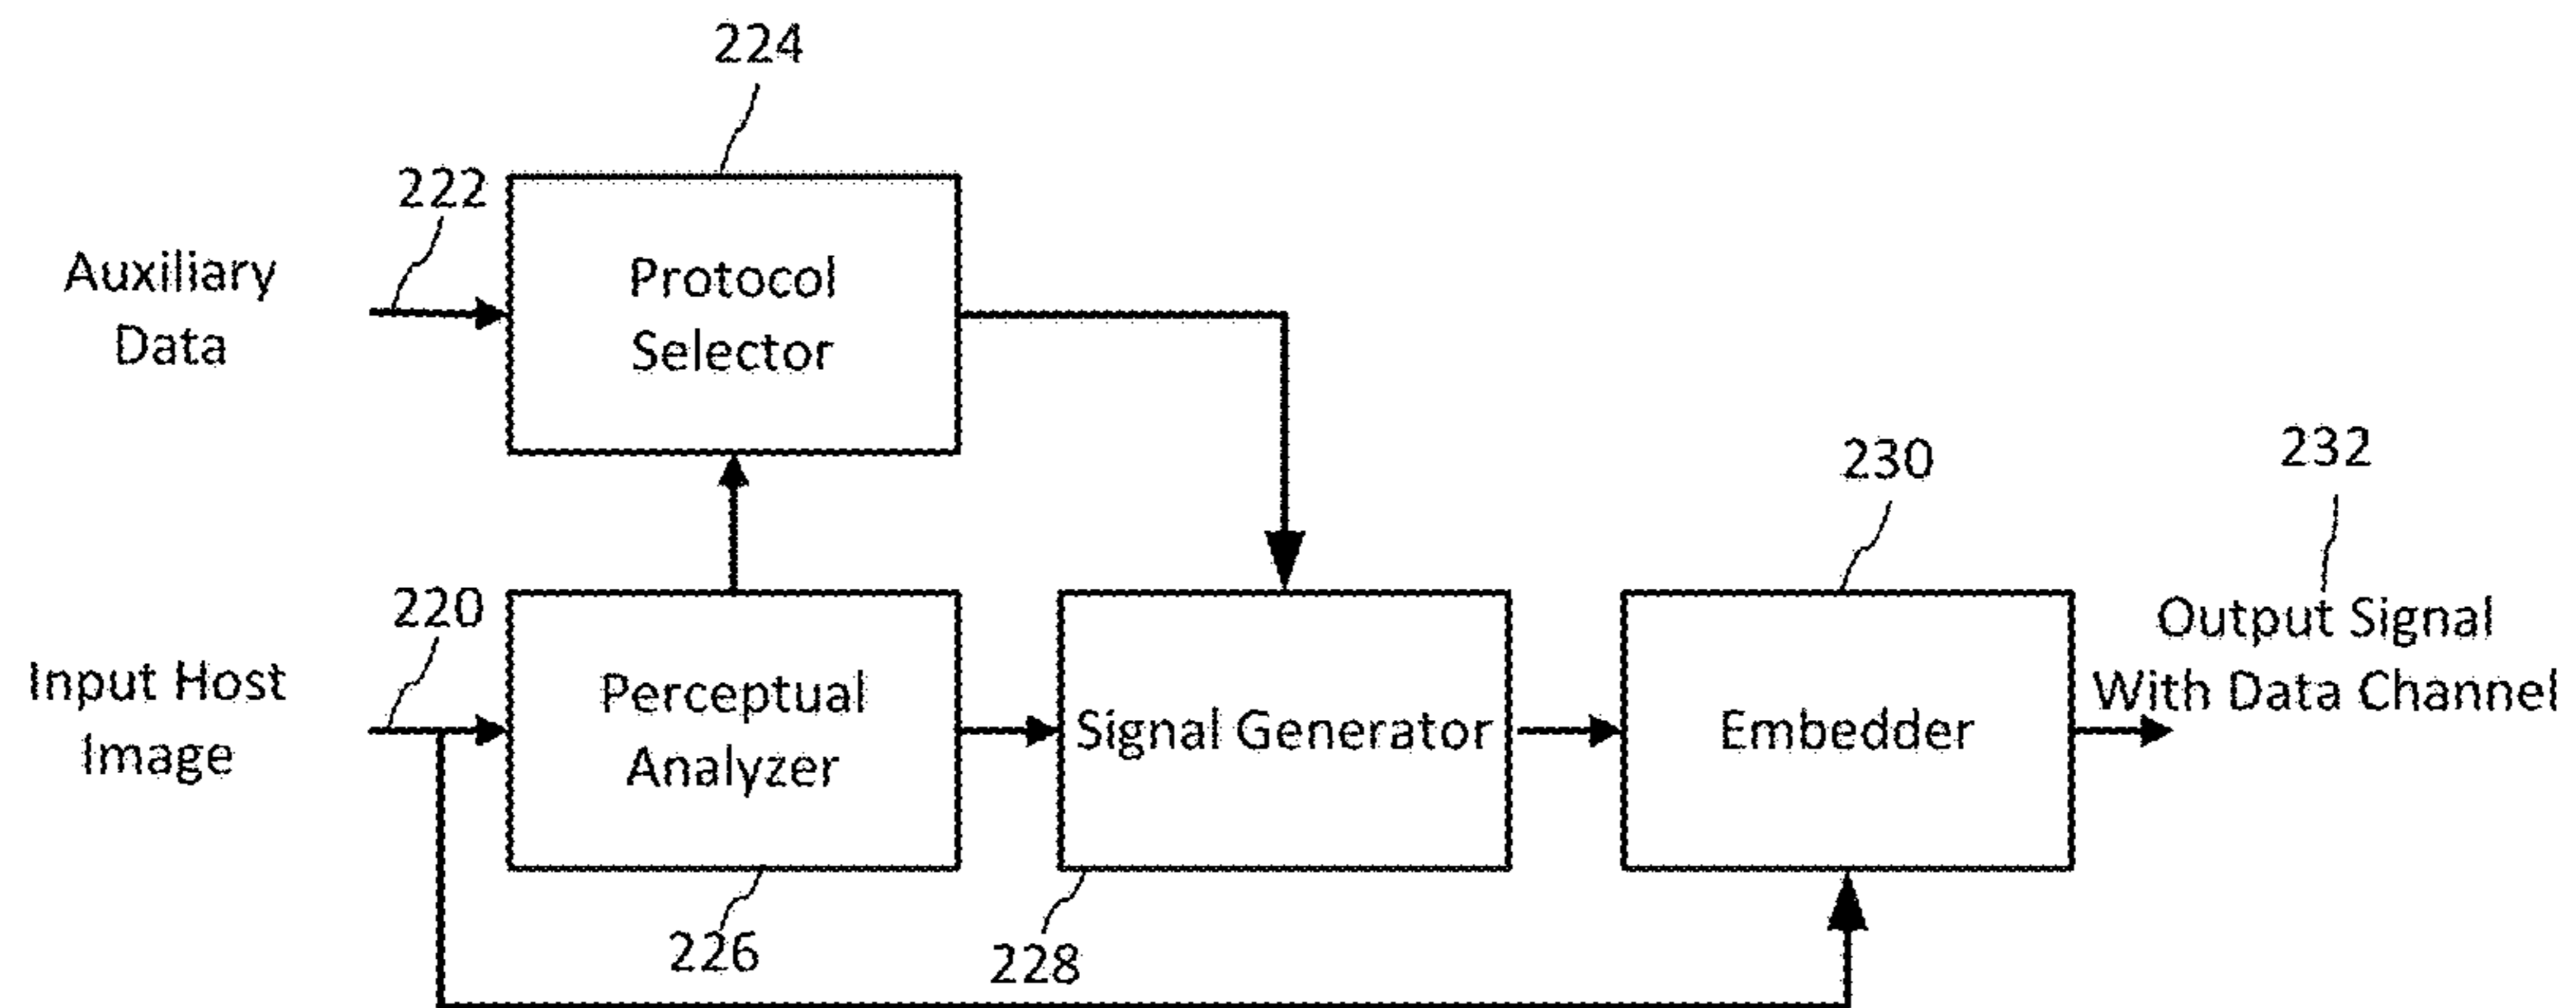 224
222
Auxiliary
Data
Protocol
Selector
220
Input Host
Image
Perceptual
Analyzer
226
Signal Generator
228
230
Embedder
232
Output Signal
With Data Channel